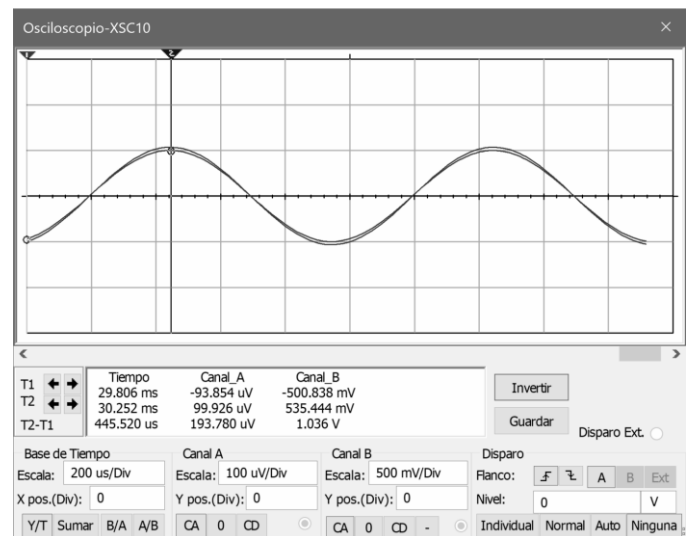 Osciloscopio-XSC10 ×
1 2
T1
T2
T2-T1
Tiempo Canal_A Canal_B
29.806 ms -93.854 uV -500.838 mV
30.252 ms 99.926 uV 535.444 mV
445.520 us 193.780 uV 1.036 V
Invertir
Guardar
Disparo Ext.
Base de Tiempo
Escala: 200 us/Div
X pos.(Div): 0
Y/T Sumar B/A A/B
Canal A
Escala: 100 uV/Div
Y pos.(Div): 0
CA 0 CD
Canal B
Escala: 500 mV/Div
Y pos.(Div): 0
CA 0 CD -
Disparo
Flanco: A B Ext
Nivel: 0 V
Individual Normal Auto Ninguna